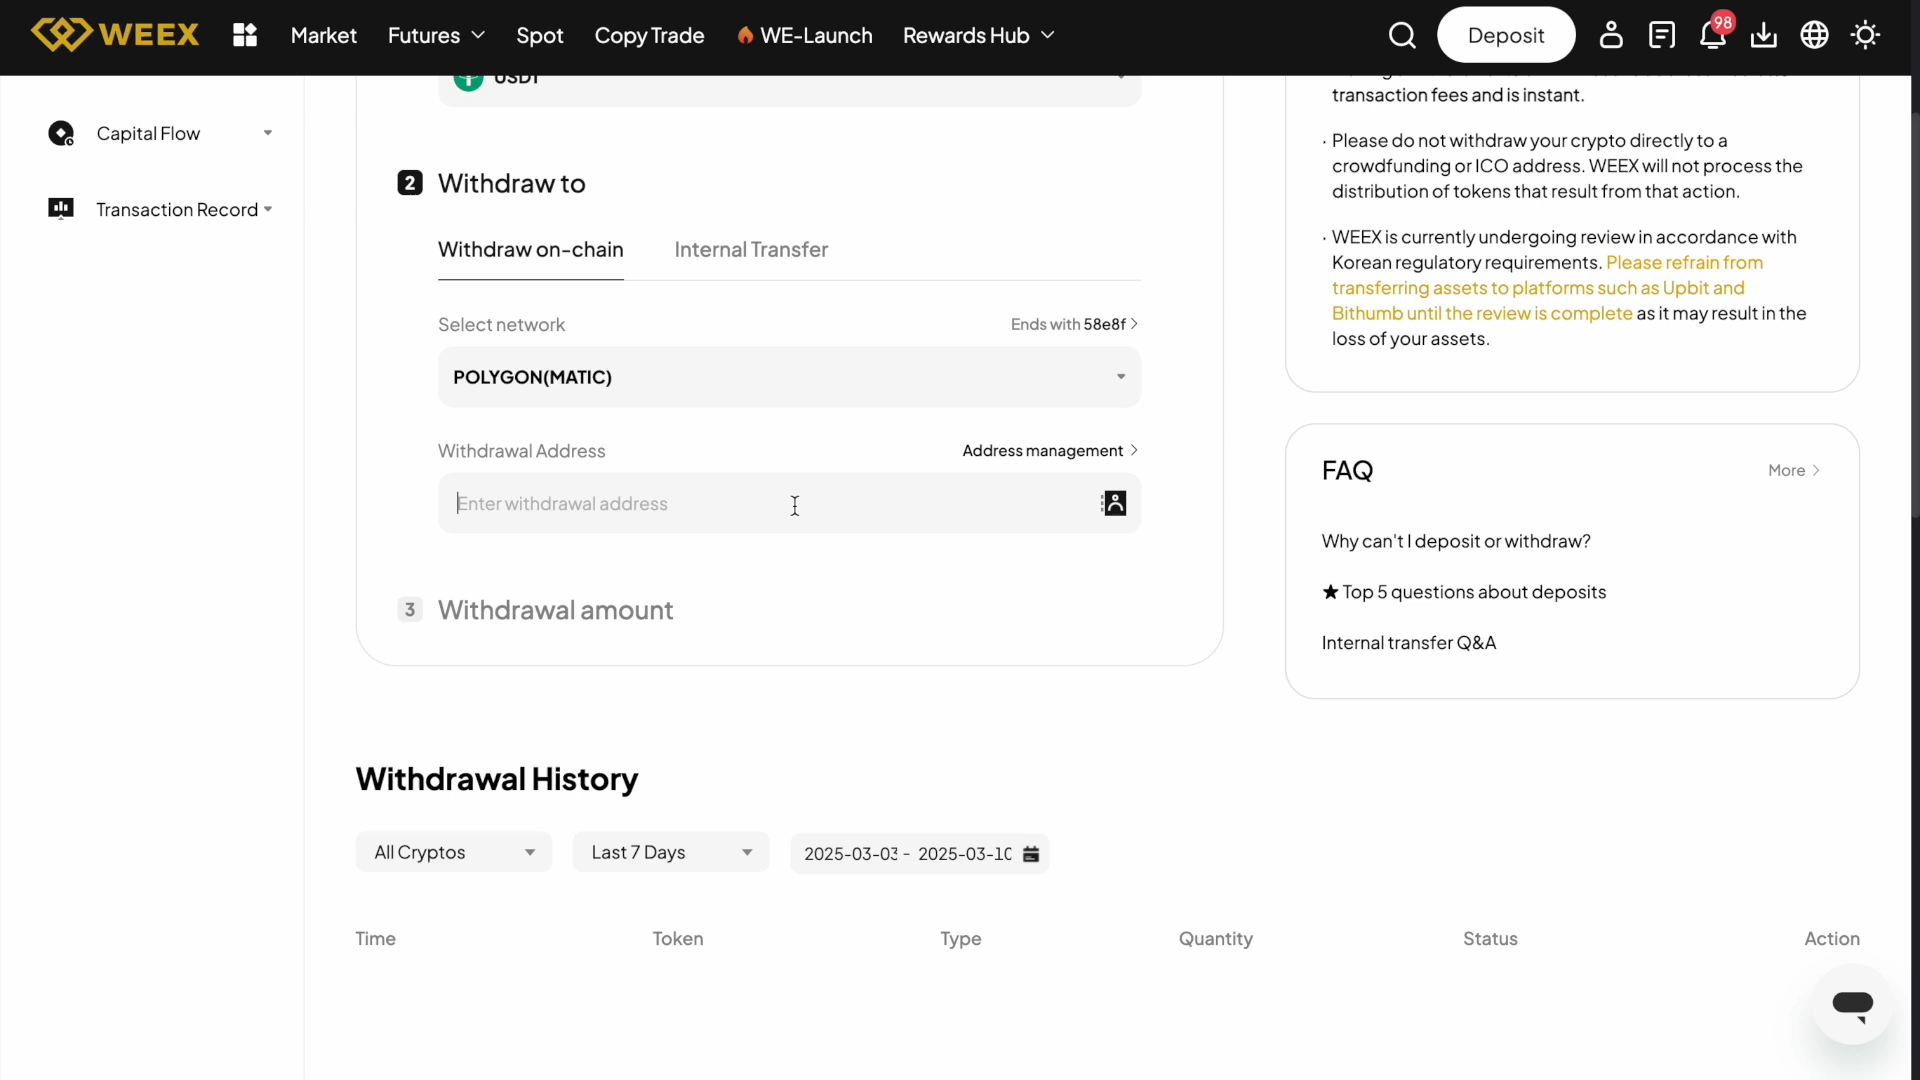 WEEX
Market
Futures
Spot
Copy Trade
WE-Launch
Rewards Hub
Deposit
98
Capital Flow
Transaction Record
USDT
2 Withdraw to
Withdraw on-chain
Internal Transfer
Select network
Ends with 58e8f >
POLYGON(MATIC)
Withdrawal Address
Address management >
Enter withdrawal address
3 Withdrawal amount
transaction fees and is instant.
· Please do not withdraw your crypto directly to a
crowdfunding or ICO address. WEEX will not process the
distribution of tokens that result from that action.
· WEEX is currently undergoing review in accordance with
Korean regulatory requirements. Please refrain from
transferring assets to platforms such as Upbit and
Bithumb until the review is complete as it may result in the
loss of your assets.
FAQ
More >
Why can't I deposit or withdraw?
★ Top 5 questions about deposits
Internal transfer Q&A
Withdrawal History
All Cryptos
Last 7 Days
2025-03-03 - 2025-03-10
Time
Token
Type
Quantity
Status
Action